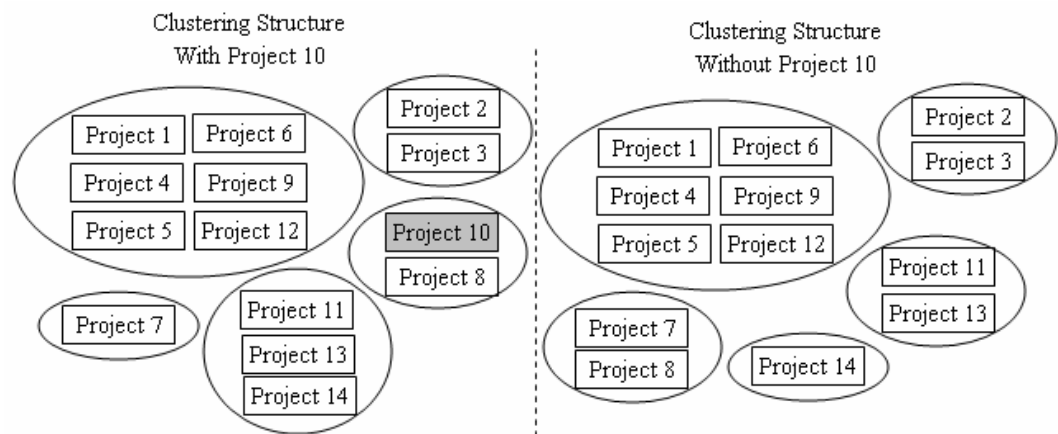 Clustering Structure
With Project 10
Project 2
Project 3
Project 1
Project 6
Project 4
Project 9
Project 5
Project 12
Project 10
Project 8
Project 7
Project 11
Project 13
Project 14
Clustering Structure
Without Project 10
Project 2
Project 3
Project 1
Project 6
Project 4
Project 9
Project 5
Project 12
Project 11
Project 13
Project 7
Project 8
Project 14